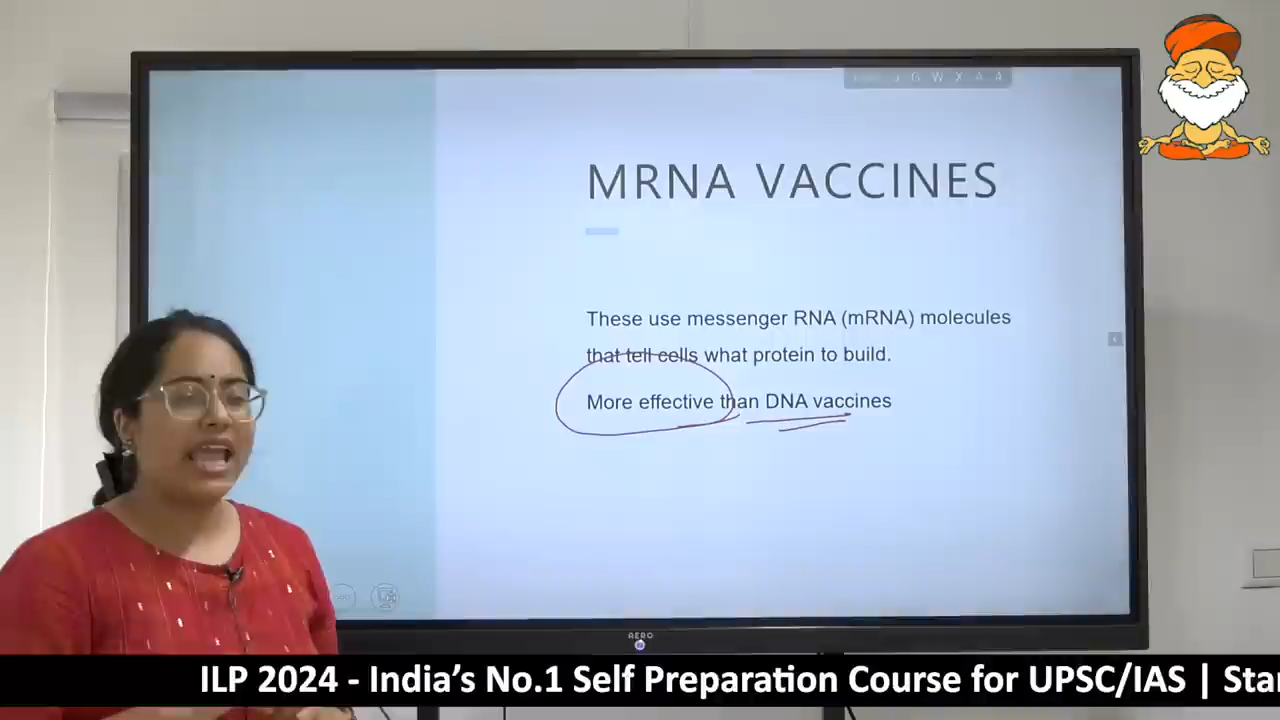 MRNA VACCINES
These use messenger RNA (mRNA) molecules
that tell cells what protein to build.
More effective than DNA vaccines
AERO
ILP 2024 - India’s No.1 Self Preparation Course for UPSC/IAS |